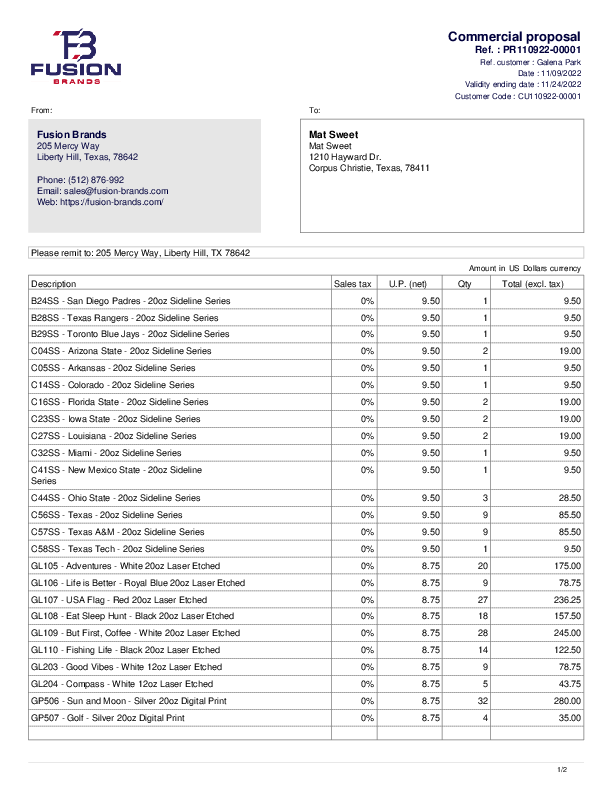 FB
FUSION
BRANDS
Commercial proposal
Ref. : PR110922-00001
Ref. customer : Galena Park
Date : 11/09/2022
Validity ending date : 11/24/2022
Customer Code : CU110922-00001
From:
To:
Fusion Brands
205 Mercy Way
Liberty Hill, Texas, 78642
Phone: (512) 876-992
Email: sales@fusion-brands.com
Web: https://fusion-brands.com/
Mat Sweet
Mat Sweet
1210 Hayward Dr.
Corpus Christie, Texas, 78411
Please remit to: 205 Mercy Way, Liberty Hill, TX 78642
Amount in US Dollars currency
Description Sales tax U.P. (net) Qty Total (excl. tax)
B24SS - San Diego Padres - 20oz Sideline Series 0% 9.50 1 9.50
B28SS - Texas Rangers - 20oz Sideline Series 0% 9.50 1 9.50
B29SS - Toronto Blue Jays - 20oz Sideline Series 0% 9.50 1 9.50
C04SS - Arizona State - 20oz Sideline Series 0% 9.50 2 19.00
C05SS - Arkansas - 20oz Sideline Series 0% 9.50 1 9.50
C14SS - Colorado - 20oz Sideline Series 0% 9.50 1 9.50
C16SS - Florida State - 20oz Sideline Series 0% 9.50 2 19.00
C23SS - Iowa State - 20oz Sideline Series 0% 9.50 2 19.00
C27SS - Louisiana - 20oz Sideline Series 0% 9.50 2 19.00
C32SS - Miami - 20oz Sideline Series 0% 9.50 1 9.50
C41SS - New Mexico State - 20oz Sideline 0% 9.50 1 9.50
Series
C44SS - Ohio State - 20oz Sideline Series 0% 9.50 3 28.50
C56SS - Texas - 20oz Sideline Series 0% 9.50 9 85.50
C57SS - Texas A&M - 20oz Sideline Series 0% 9.50 9 85.50
C58SS - Texas Tech - 20oz Sideline Series 0% 9.50 1 9.50
GL105 - Adventures - White 20oz Laser Etched 0% 8.75 20 175.00
GL106 - Life is Better - Royal Blue 20oz Laser Etched 0% 8.75 9 78.75
GL107 - USA Flag - Red 20oz Laser Etched 0% 8.75 27 236.25
GL108 - Eat Sleep Hunt - Black 20oz Laser Etched 0% 8.75 18 157.50
GL109 - But First, Coffee - White 20oz Laser Etched 0% 8.75 28 245.00
GL110 - Fishing Life - Black 20oz Laser Etched 0% 8.75 14 122.50
GL203 - Good Vibes - White 12oz Laser Etched 0% 8.75 9 78.75
GL204 - Compass - White 12oz Laser Etched 0% 8.75 5 43.75
GP506 - Sun and Moon - Silver 20oz Digital Print 0% 8.75 32 280.00
GP507 - Golf - Silver 20oz Digital Print 0% 8.75 4 35.00
1/2